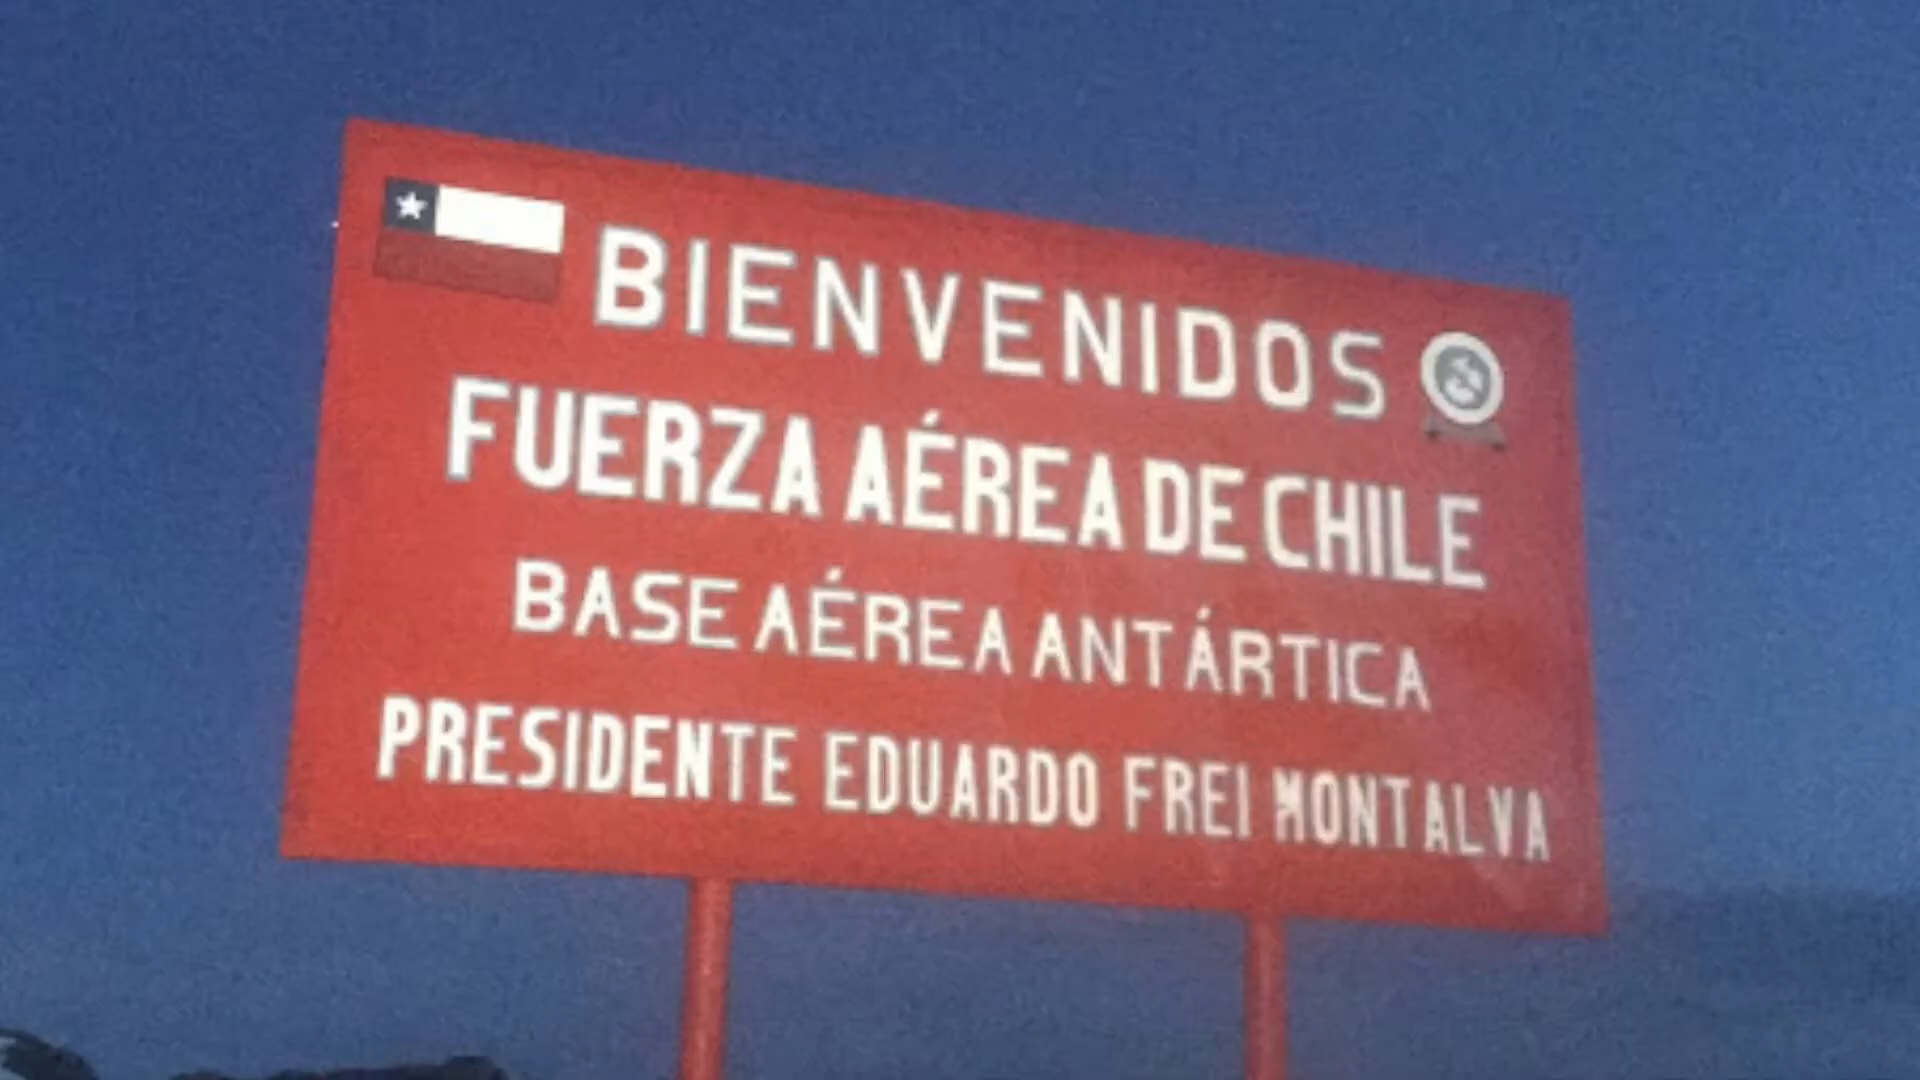 BIENVENIDOS
FUERZA AÉREA DE CHILE
BASE AÉREA ANTÁRTICA
PRESIDENTE EDUARDO FREI MONTALVA